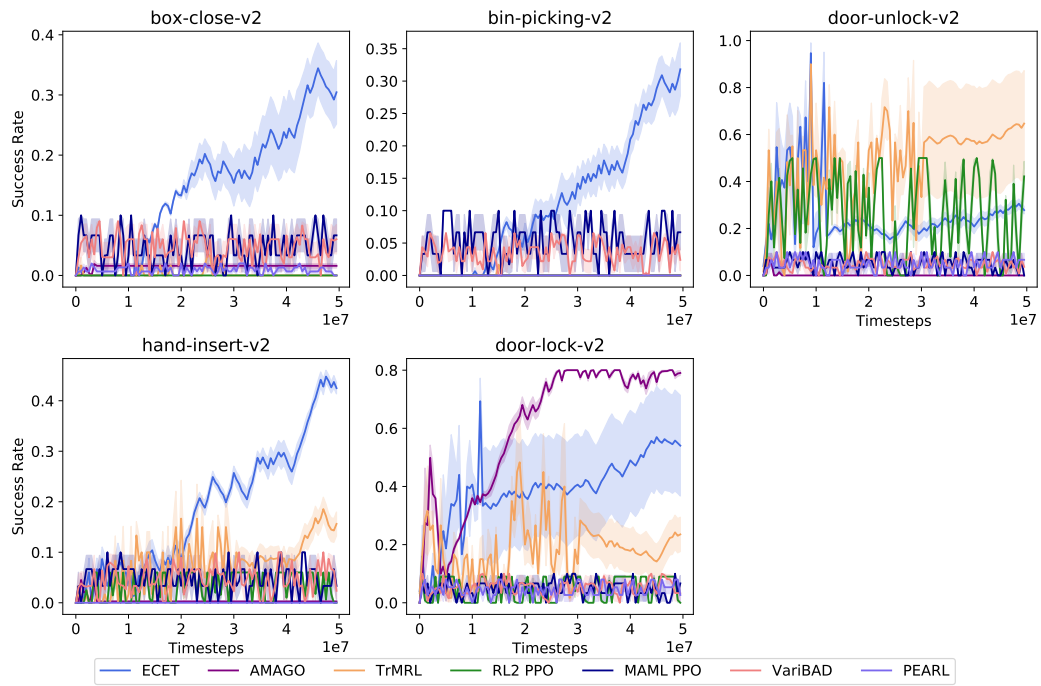 box-close-v2
bin-picking-v2
door-unlock-v2
Success Rate
0.4
0.3
0.2
0.1
0.0
0.35
0.30
0.25
0.20
0.15
0.10
0.05
0.00
1.0
0.8
0.6
0.4
0.2
0.0
0 1 2 3 4 5
1e7
0 1 2 3 4 5
1e7
0 1 2 3 4 5
Timesteps
1e7
hand-insert-v2
door-lock-v2
Success Rate
0.4
0.3
0.2
0.1
0.0
0.8
0.6
0.4
0.2
0.0
0 1 2 3 4 5
Timesteps
1e7
0 1 2 3 4 5
Timesteps
1e7
ECET AMAGO TrMRL RL2 PPO MAML PPO VariBAD PEARL